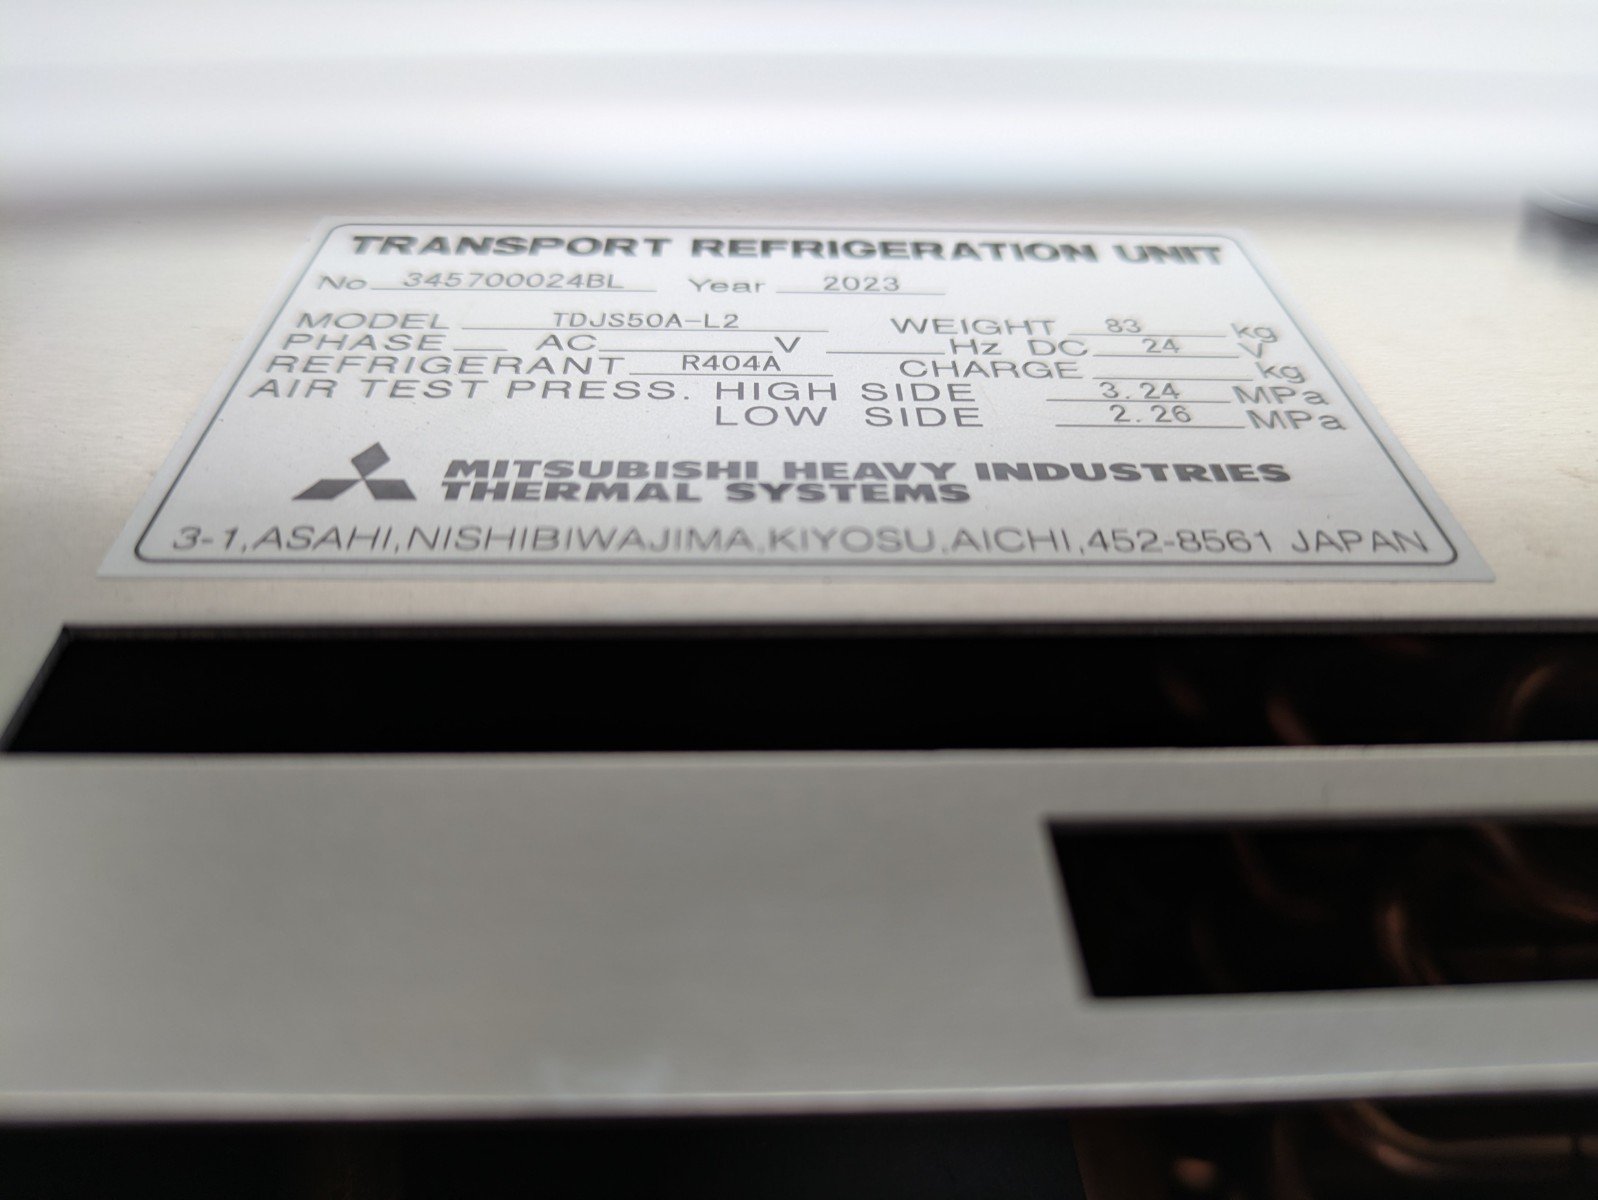 TRANSPORT REFRIGERATION UNIT
No 345700024BL Year 2023
MODEL TDJS50A-L2 WEIGHT 83 kg
PHASE AC V Hz DC 24 V
REFRIGERANT R404A CHARGE kg
AIR TEST PRESS. HIGH SIDE 3.24 MPa
LOW SIDE 2.26 MPa
MITSUBISHI HEAVY INDUSTRIES
THERMAL SYSTEMS
3-1,ASAHI,NISHIBIWAJIMA,KIYOSU,AICHI,452-8561 JAPAN